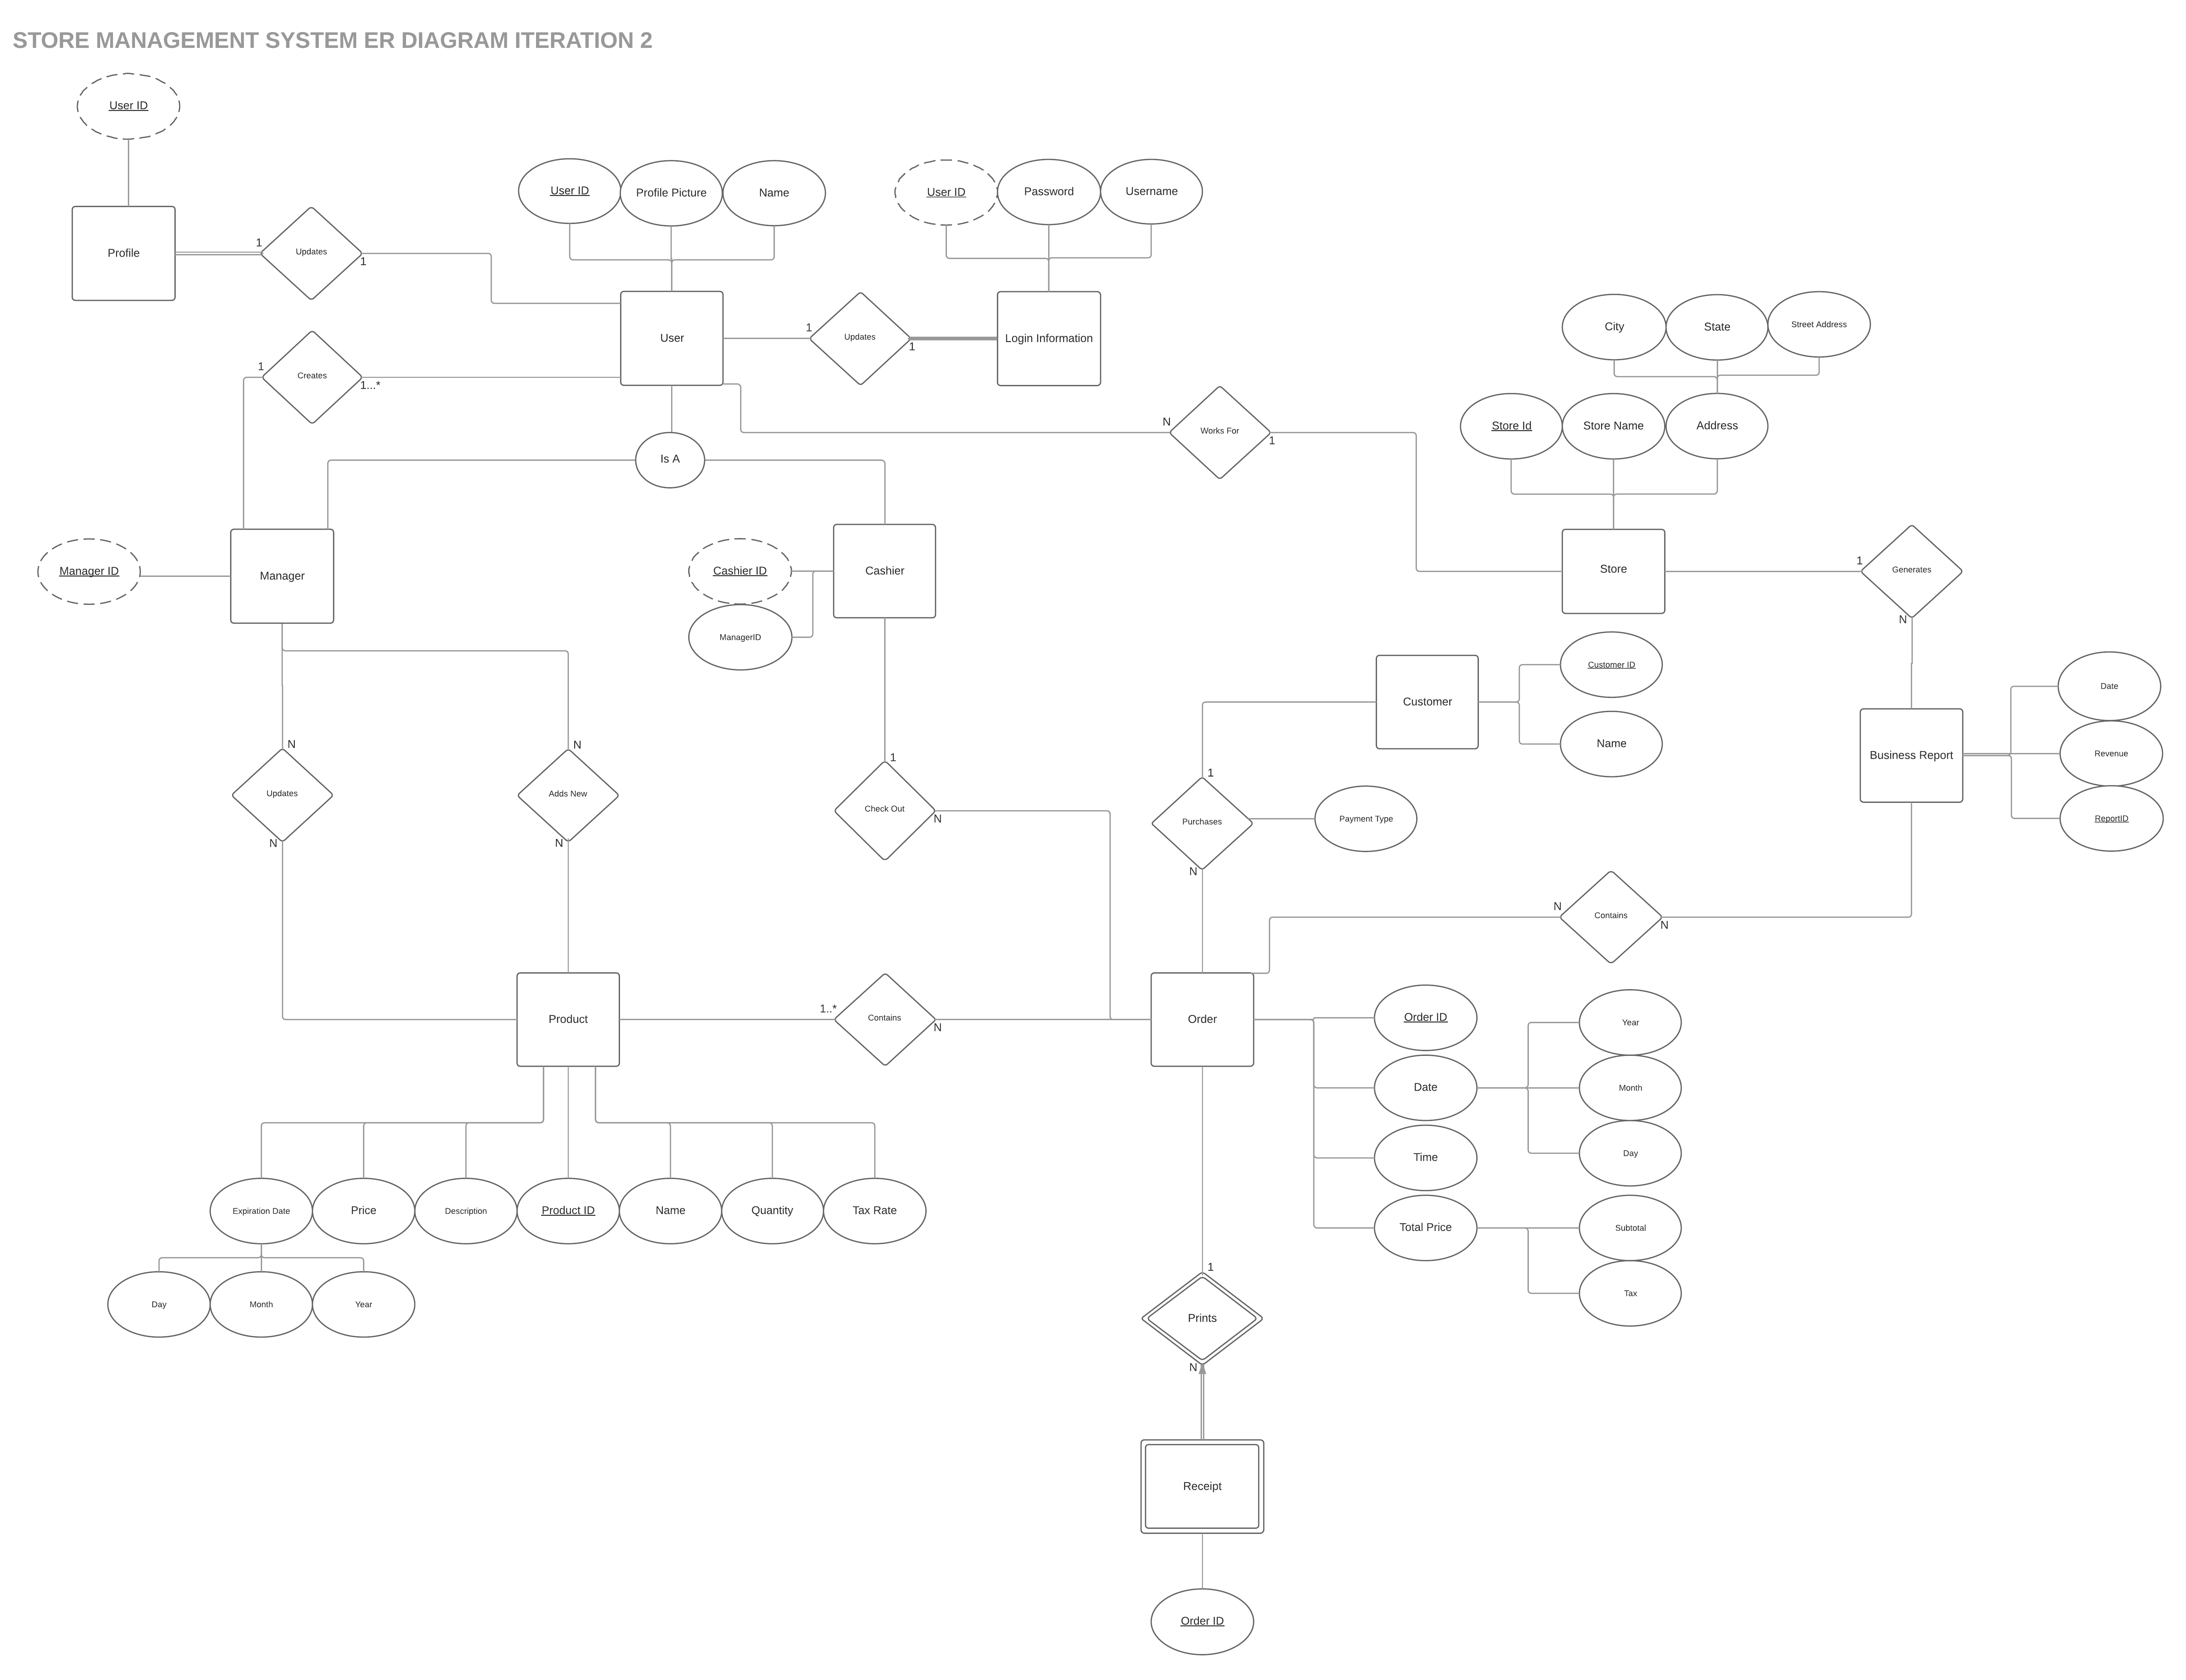 STORE MANAGEMENT SYSTEM ER DIAGRAM ITERATION 2
User ID
User ID
Profile Picture
Name
User ID
Password
Username
Profile
1
Updates
1
User
1
Updates
1
Login Information
City
State
Street Address
1
Creates
1...*
Store Id
Store Name
Address
N
Works For
1
Is A
Manager ID
Manager
Cashier ID
ManagerID
Cashier
Store
1
Generates
N
Customer
Customer ID
Name
Business Report
Date
Revenue
ReportID
N
Updates
N
N
Adds New
N
1
Check Out
N
1
Purchases
N
Payment Type
N
Contains
N
Product
1..*
Contains
N
Order
Order ID
Date
Time
Total Price
Year
Month
Day
Subtotal
Tax
Expiration Date
Price
Description
Product ID
Name
Quantity
Tax Rate
Day
Month
Year
1
Prints
N
Receipt
Order ID